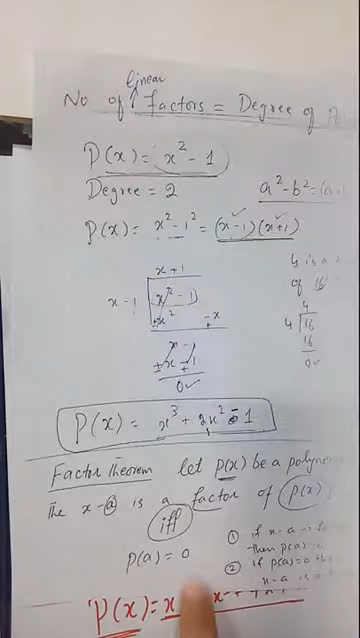 linear
No of Factors = Degree of
P(x) = x² - 1
Degree = 2
a² - b² =
P(x) = x² - 1² = (x-1)(x+1)
4 is a
of 16
x + 1
x - 1
x² - 1
x²
- x
x - 1
x - 1
0
4
4 16
16
0
P(x) = x³ + 2x² - 1
Factor Theorem let p(x) be a
The x-a is a factor of p(x)
iff
p(a) = 0
① if x-a →
then p(a) =
② if p(a) = 0
x-a is a
P(x) =